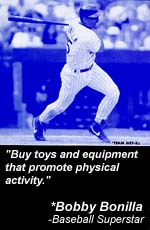 "Buy toys and equipment
that promote physical
activity."
*Bobby Bonilla
-Baseball Superstar